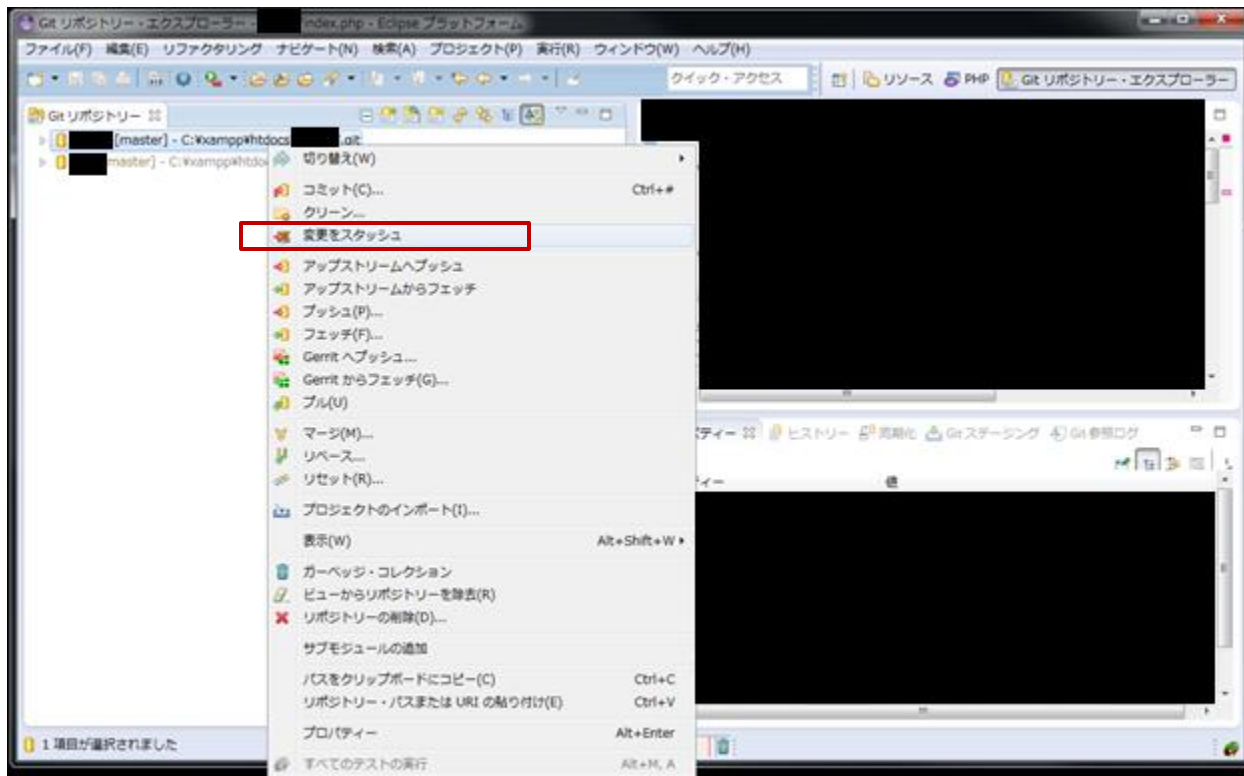 Git リポジトリー - エクスプローラー - ndex.php - Eclipse プラットフォーム
ファイル(F) 編集(E) リファクタリング ナビゲート(N) 検索(A) プロジェクト(P) 実行(R) ウィンドウ(W) ヘルプ(H)
クイック・アクセス リソース PHP Git リポジトリー・エクスプローラー
Git リポジトリー
[master] - C:¥xampp¥htdocs .git
master] - C:¥xampp¥htdo
切り替え(W)
コミット(C)... Ctrl+#
クリーン...
変更をスタッシュ
アップストリームへプッシュ
アップストリームからフェッチ
プッシュ(P)...
フェッチ(F)...
Gerrit へプッシュ...
Gerrit からフェッチ(G)...
プル(U)
マージ(M)...
リベース...
リセット(R)...
プロジェクトのインポート(I)...
表示(W) Alt+Shift+W
ガーベッジ・コレクション
ビューからリポジトリーを除去(R)
リポジトリーの削除(D)...
サブモジュールの追加
パスをクリップボードにコピー(C) Ctrl+C
リポジトリー・パスまたは URI の貼り付け(E) Ctrl+V
プロパティー Alt+Enter
すべてのテストの実行 Alt+M, A
パティー ヒストリー 同期化 Git ステージング Git 参照ログ
ィー 値
1 項目が選択されました